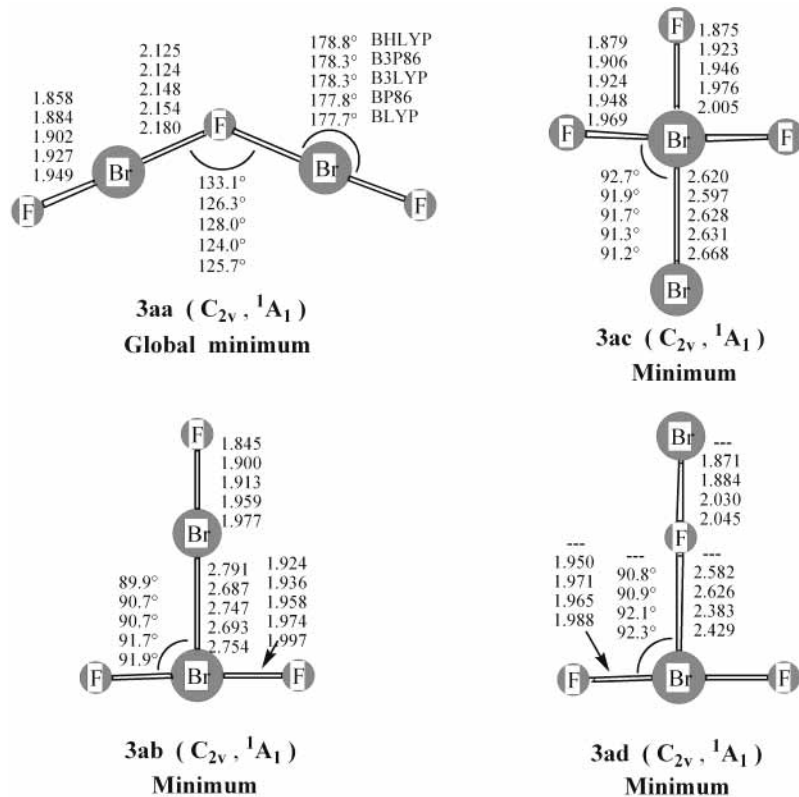 1.858
1.884
1.902
1.927
1.949
2.125
2.124
2.148
2.154
2.180
178.8° BHLYP
178.3° B3P86
178.3° B3LYP
177.8° BP86
177.7° BLYP
F
Br
F
Br
F
133.1°
126.3°
128.0°
124.0°
125.7°
3aa ( C2v , 1A1 )
Global minimum
F
1.875
1.923
1.946
1.976
2.005
1.879
1.906
1.924
1.948
1.969
F
Br
F
92.7°
91.9°
91.7°
91.3°
91.2°
2.620
2.597
2.628
2.631
2.668
Br
3ac ( C2v , 1A1 )
Minimum
F
1.845
1.900
1.913
1.959
1.977
Br
89.9°
90.7°
90.7°
91.7°
91.9°
2.791
2.687
2.747
2.693
2.754
1.924
1.936
1.958
1.974
1.997
F
Br
F
3ab ( C2v , 1A1 )
Minimum
Br
---
1.871
1.884
2.030
2.045
F
---
1.950
1.971
1.965
1.988
---
90.8°
90.9°
92.1°
92.3°
---
2.582
2.626
2.383
2.429
F
Br
F
3ad ( C2v , 1A1 )
Minimum